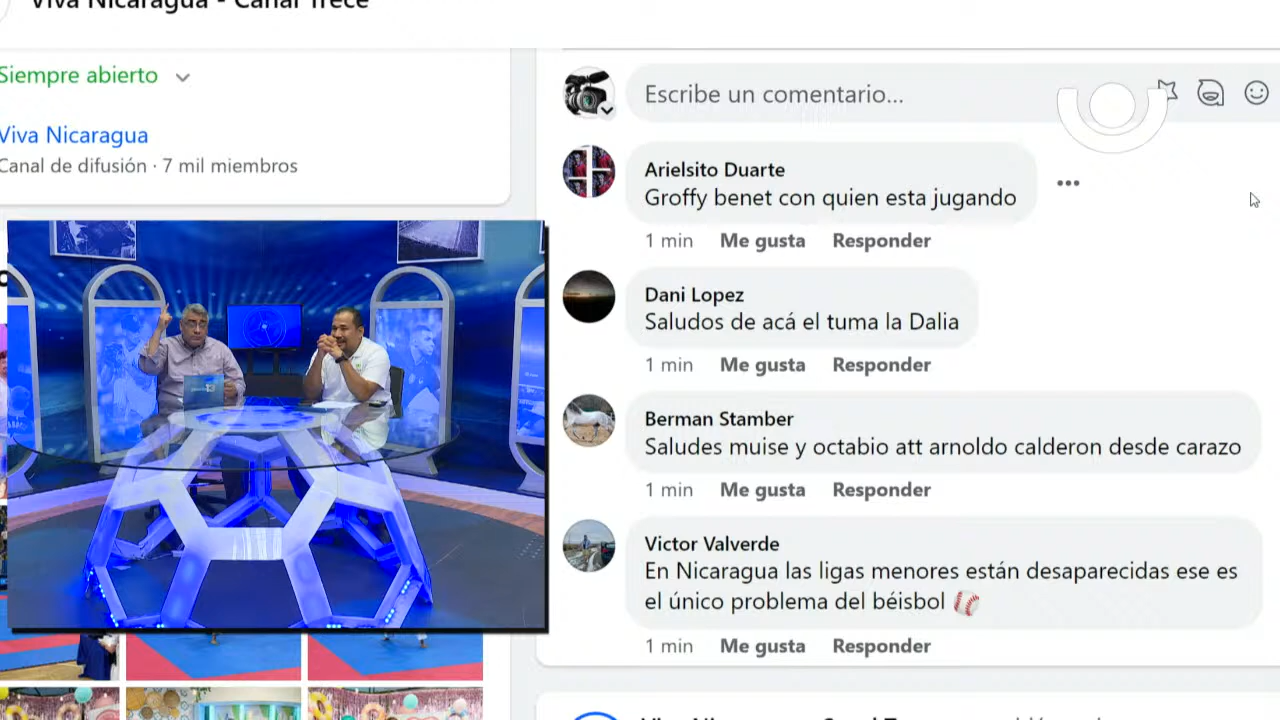 Viva Nicaragua - Canal Trece
Siempre abierto
Viva Nicaragua
Canal de difusión · 7 mil miembros
Escribe un comentario...
Arielsito Duarte
Groffy benet con quien esta jugando
1 min Me gusta Responder
Dani Lopez
Saludos de acá el tuma la Dalia
1 min Me gusta Responder
Berman Stamber
Saludes muise y octabio att arnoldo calderon desde carazo
1 min Me gusta Responder
Victor Valverde
En Nicaragua las ligas menores están desaparecidas ese es
el único problema del béisbol ⚾
1 min Me gusta Responder